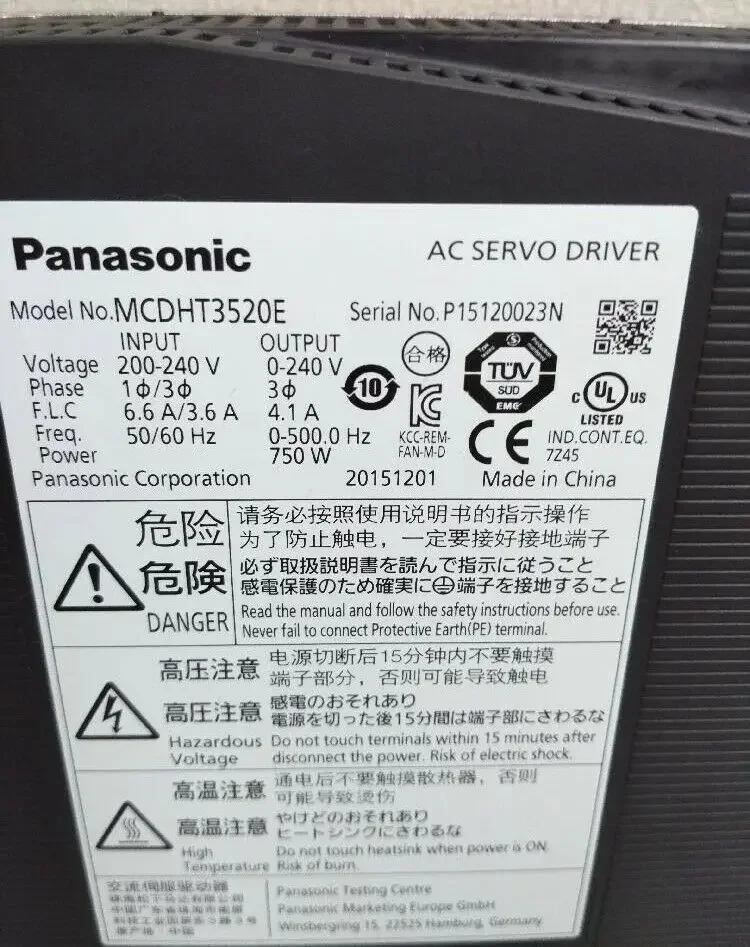 Panasonic AC SERVO DRIVER
Model No.MCDHT3520E Serial No.P15120023N
INPUT OUTPUT
Voltage 200-240 V 0-240 V
Phase 1ϕ/3ϕ 3ϕ
F.L.C 6.6 A/3.6 A 4.1 A
Freq. 50/60 Hz 0-500.0 Hz
Power 750 W
合格
10
KCC-REM-
FAN-M-D
TÜV
SÜD
EMC
CE
C UL US
LISTED
IND.CONT.EQ.
7Z45
Panasonic Corporation 20151201 Made in China
危险
请务必按照使用说明书的指示操作
为了防止触电，一定要接好接地端子
危険
必ず取扱説明書を読んで指示に従うこと
感電保護のため確実に⏚端子を接地すること
DANGER
Read the manual and follow the safety instructions before use.
Never fail to connect Protective Earth(PE) terminal.
高压注意
电源切断后15分钟内不要触摸
端子部分，否则可能导致触电
高圧注意
感電のおそれあり
電源を切った後15分間は端子部にさわるな
Hazardous
Voltage
Do not touch terminals within 15 minutes after
disconnect the power. Risk of electric shock.
高温注意
通电后不要触摸散热器，否则
可能导致烫伤
高温注意
やけどのおそれあり
ヒートシンクにさわるな
High
Temperature
Do not touch heatsink when power is ON.
Risk of burn.
交流伺服驱动器
Panasonic Testing Centre
Panasonic Marketing Europe GmbH
Winsbergring 15, 22525 Hamburg, Germany